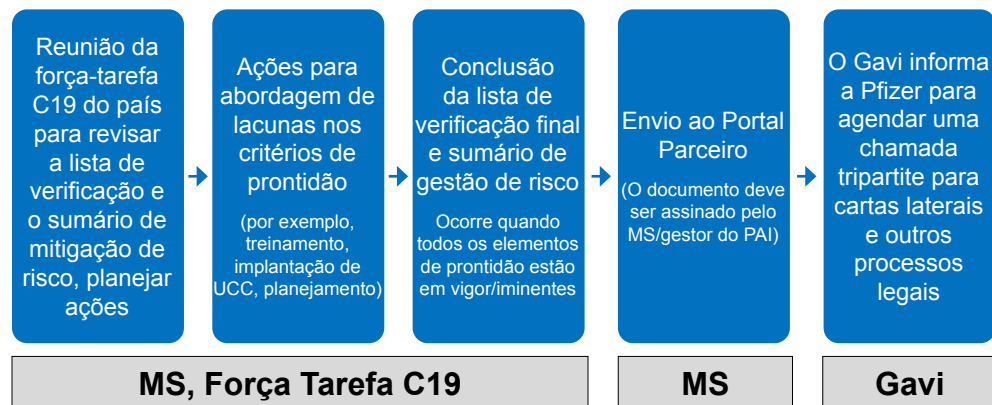 Reunião da
força-tarefa
C19 do país
para revisar
a lista de
verificação e
o sumário de
mitigação de
risco, planejar
ações
Ações para
abordagem de
lacunas nos
critérios de
prontidão
(por exemplo,
treinamento,
implantação de
UCC, planejamento)
Conclusão
da lista de
verificação final
e sumário de
gestão de risco
Ocorre quando
todos os elementos
de prontidão estão
em vigor/iminentes
Envio ao Portal
Parceiro
(O documento deve
ser assinado pelo
MS/gestor do PAI)
O Gavi informa
a Pfizer para
agendar uma
chamada
tripartite para
cartas laterais
e outros
processos
legais
MS, Força Tarefa C19
MS
Gavi